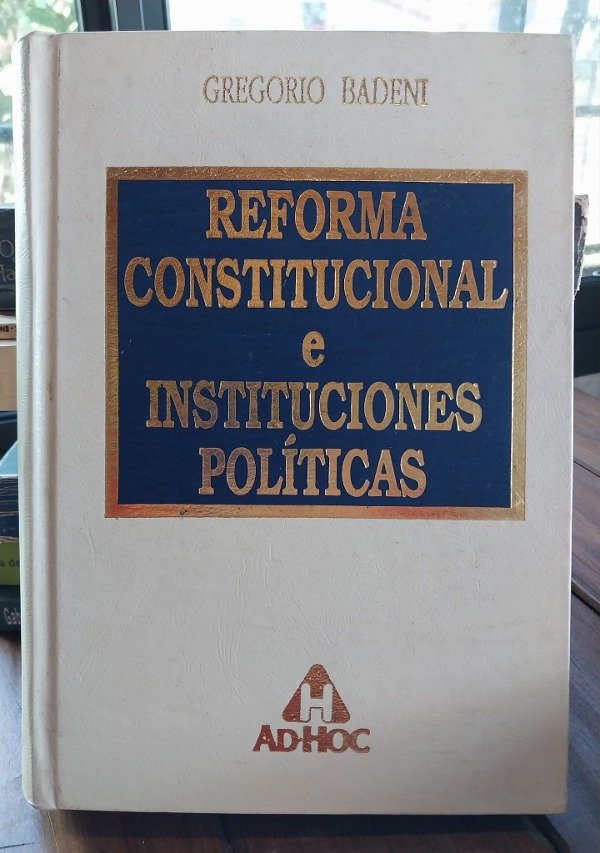 GREGORIO BADENI
REFORMA
CONSTITUCIONAL
e
INSTITUCIONES
POLÍTICAS
H
AD-HOC